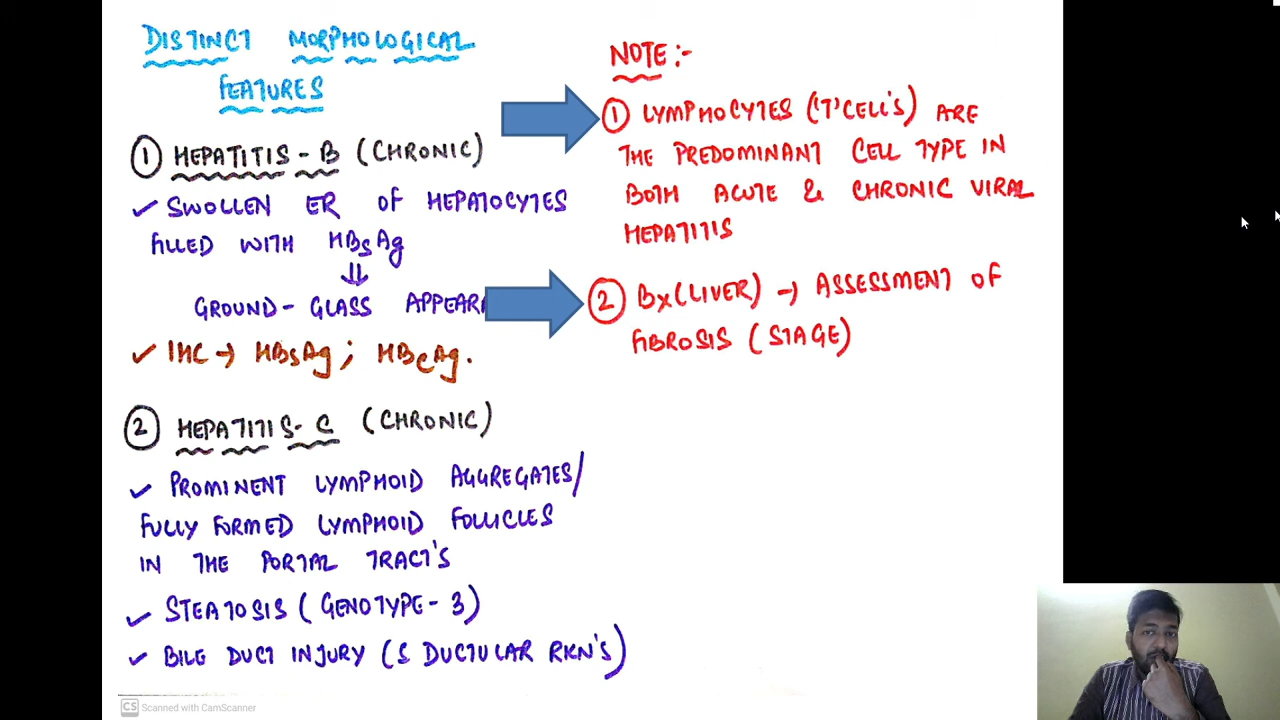 DISTINCT MORPHOLOGICAL
FEATURES
① HEPATITIS-B (CHRONIC)
✓ SWOLLEN ER OF HEPATOCYTES
FILLED WITH HBsAg
⇓
GROUND-GLASS APPEAR
✓ IHC → HBsAg; HBcAg.
② HEPATITIS-C (CHRONIC)
✓ PROMINENT LYMPHOID AGGREGATES/
FULLY FORMED LYMPHOID FOLLICLES
IN THE PORTAL TRACT'S
✓ STEATOSIS (GENOTYPE-3)
✓ BILE DUCT INJURY (S DUCTULAR RXN'S)
NOTE:-
① LYMPHOCYTES ('T' CELL'S) ARE
THE PREDOMINANT CELL TYPE IN
BOTH ACUTE & CHRONIC VIRAL
HEPATITIS
② Bx (LIVER) → ASSESSMENT OF
FIBROSIS (STAGE)
CS Scanned with CamScanner